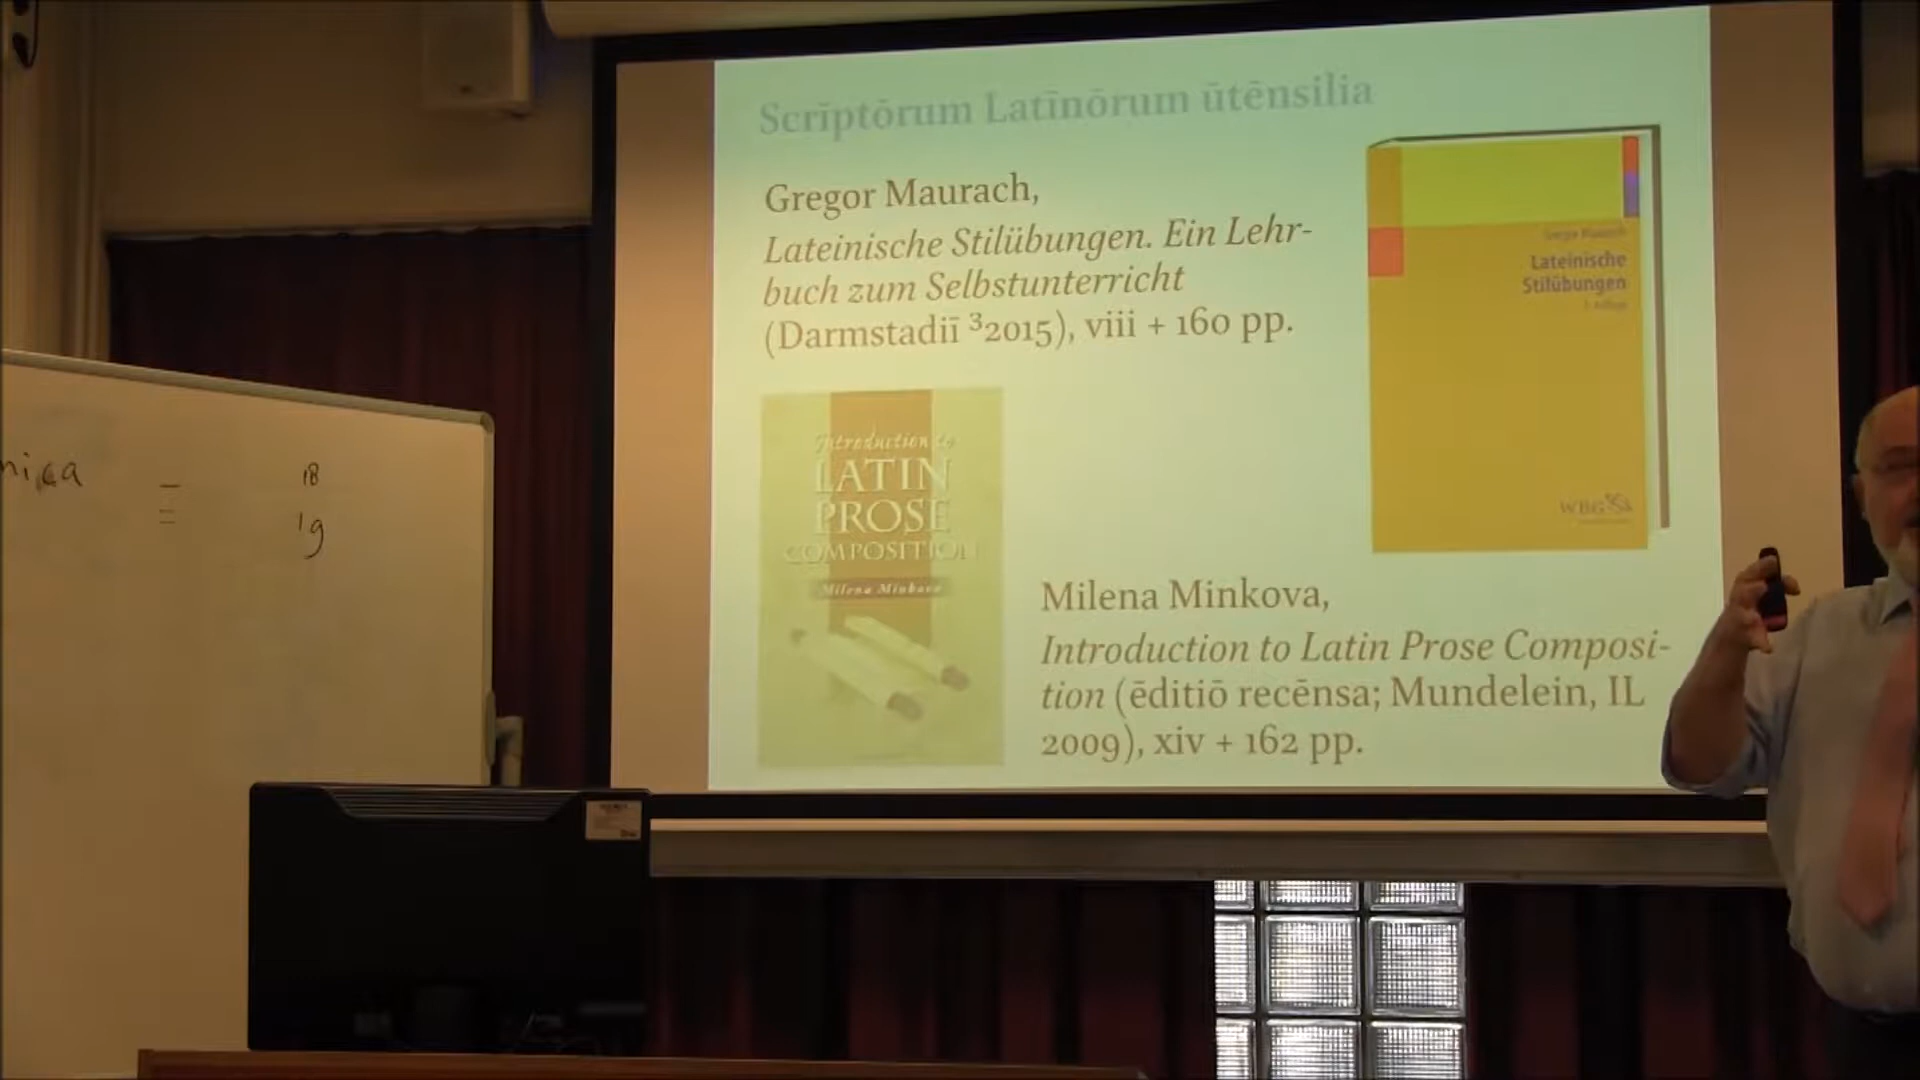 Scrīptōrum Latīnōrum ūtēnsilia
Gregor Maurach,
Lateinische Stilübungen. Ein Lehr-
buch zum Selbstunterricht
(Darmstadiī ³2015), viii + 160 pp.
Gregor Maurach
Lateinische
Stilübungen
WBG
Introduction to
LATIN
PROSE
COMPOSITION
Milena Minkova
Milena Minkova,
Introduction to Latin Prose Composi-
tion (ēditiō recēnsa; Mundelein, IL
2009), xiv + 162 pp.
18
19